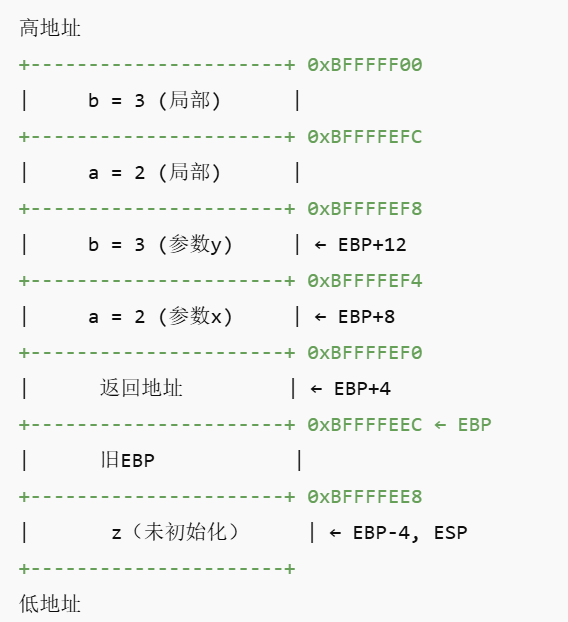 高地址
+----------------------+ 0xBFFFFF00
|     b = 3 (局部)      |
+----------------------+ 0xBFFFFEFC
|     a = 2 (局部)      |
+----------------------+ 0xBFFFFEF8
|     b = 3 (参数y)     | ← EBP+12
+----------------------+ 0xBFFFFEF4
|     a = 2 (参数x)     | ← EBP+8
+----------------------+ 0xBFFFFEF0
|      返回地址         | ← EBP+4
+----------------------+ 0xBFFFFEEC ← EBP
|      旧EBP            |
+----------------------+ 0xBFFFFEE8
|       z（未初始化）      | ← EBP-4, ESP
+----------------------+
低地址